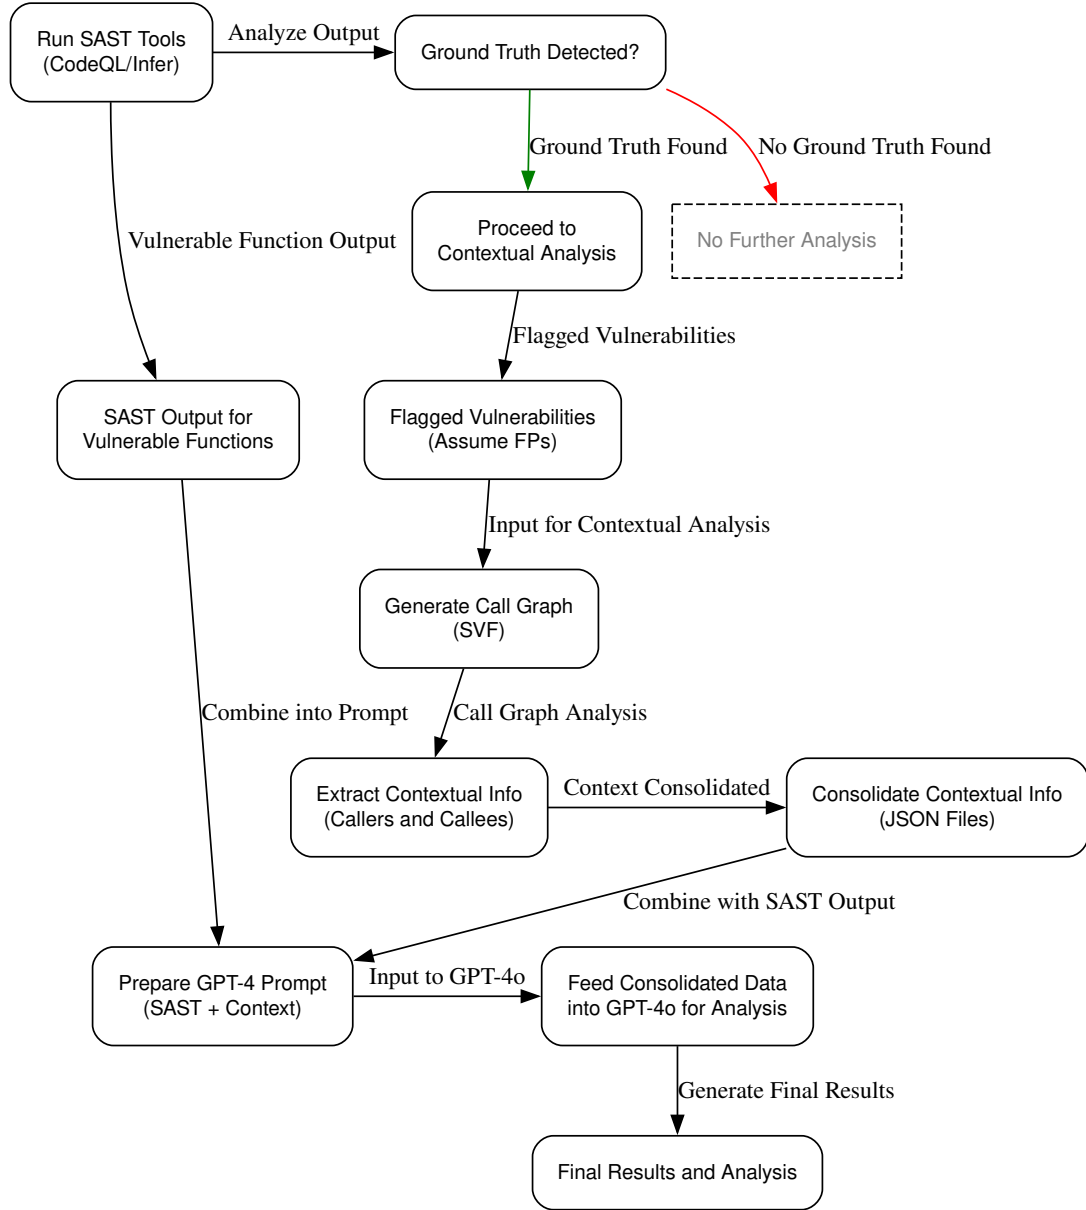 Run SAST Tools
(CodeQL/Infer)
Analyze Output
Ground Truth Detected?
Ground Truth Found
No Ground Truth Found
Proceed to
Contextual Analysis
No Further Analysis
Vulnerable Function Output
Flagged Vulnerabilities
SAST Output for
Vulnerable Functions
Flagged Vulnerabilities
(Assume FPs)
Input for Contextual Analysis
Generate Call Graph
(SVF)
Combine into Prompt
Call Graph Analysis
Extract Contextual Info
(Callers and Callees)
Context Consolidated
Consolidate Contextual Info
(JSON Files)
Combine with SAST Output
Prepare GPT-4 Prompt
(SAST + Context)
Input to GPT-4o
Feed Consolidated Data
into GPT-4o for Analysis
Generate Final Results
Final Results and Analysis